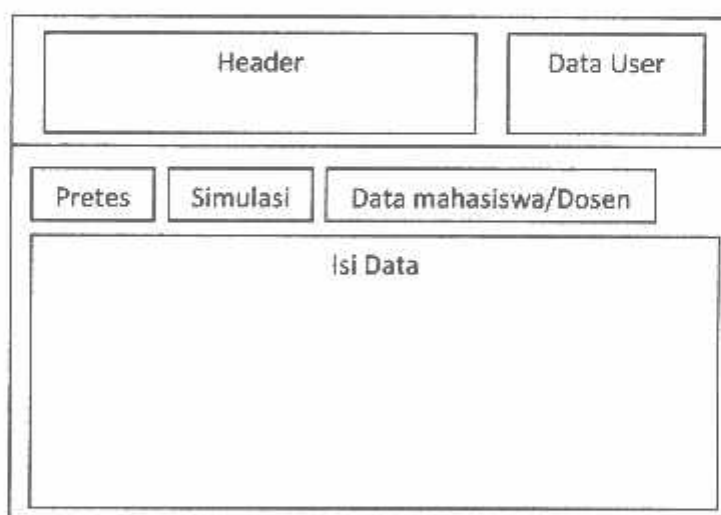 Header
Data User
Pretes
Simulasi
Data mahasiswa/Dosen
Isi Data